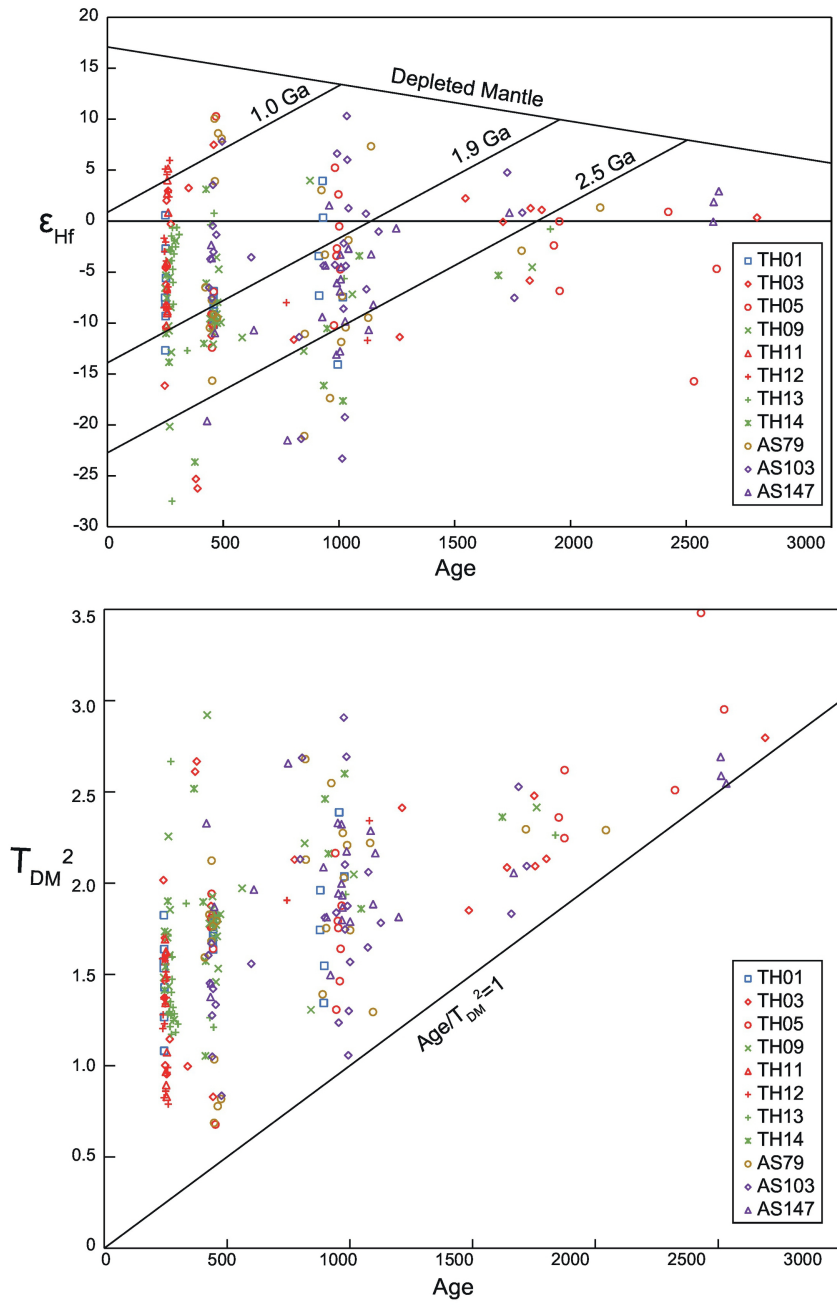 20
15
10
5
0
-5
-10
-15
-20
-25
-30
εHf
Depleted Mantle
1.0 Ga
1.9 Ga
2.5 Ga
TH01
TH03
TH05
TH09
TH11
TH12
TH13
TH14
AS79
AS103
AS147
0 500 1000 1500 2000 2500 3000
Age
3.5
3.0
2.5
2.0
1.5
1.0
0.5
0
TDM²
Age/TDM²=1
TH01
TH03
TH05
TH09
TH11
TH12
TH13
TH14
AS79
AS103
AS147
0 500 1000 1500 2000 2500 3000
Age